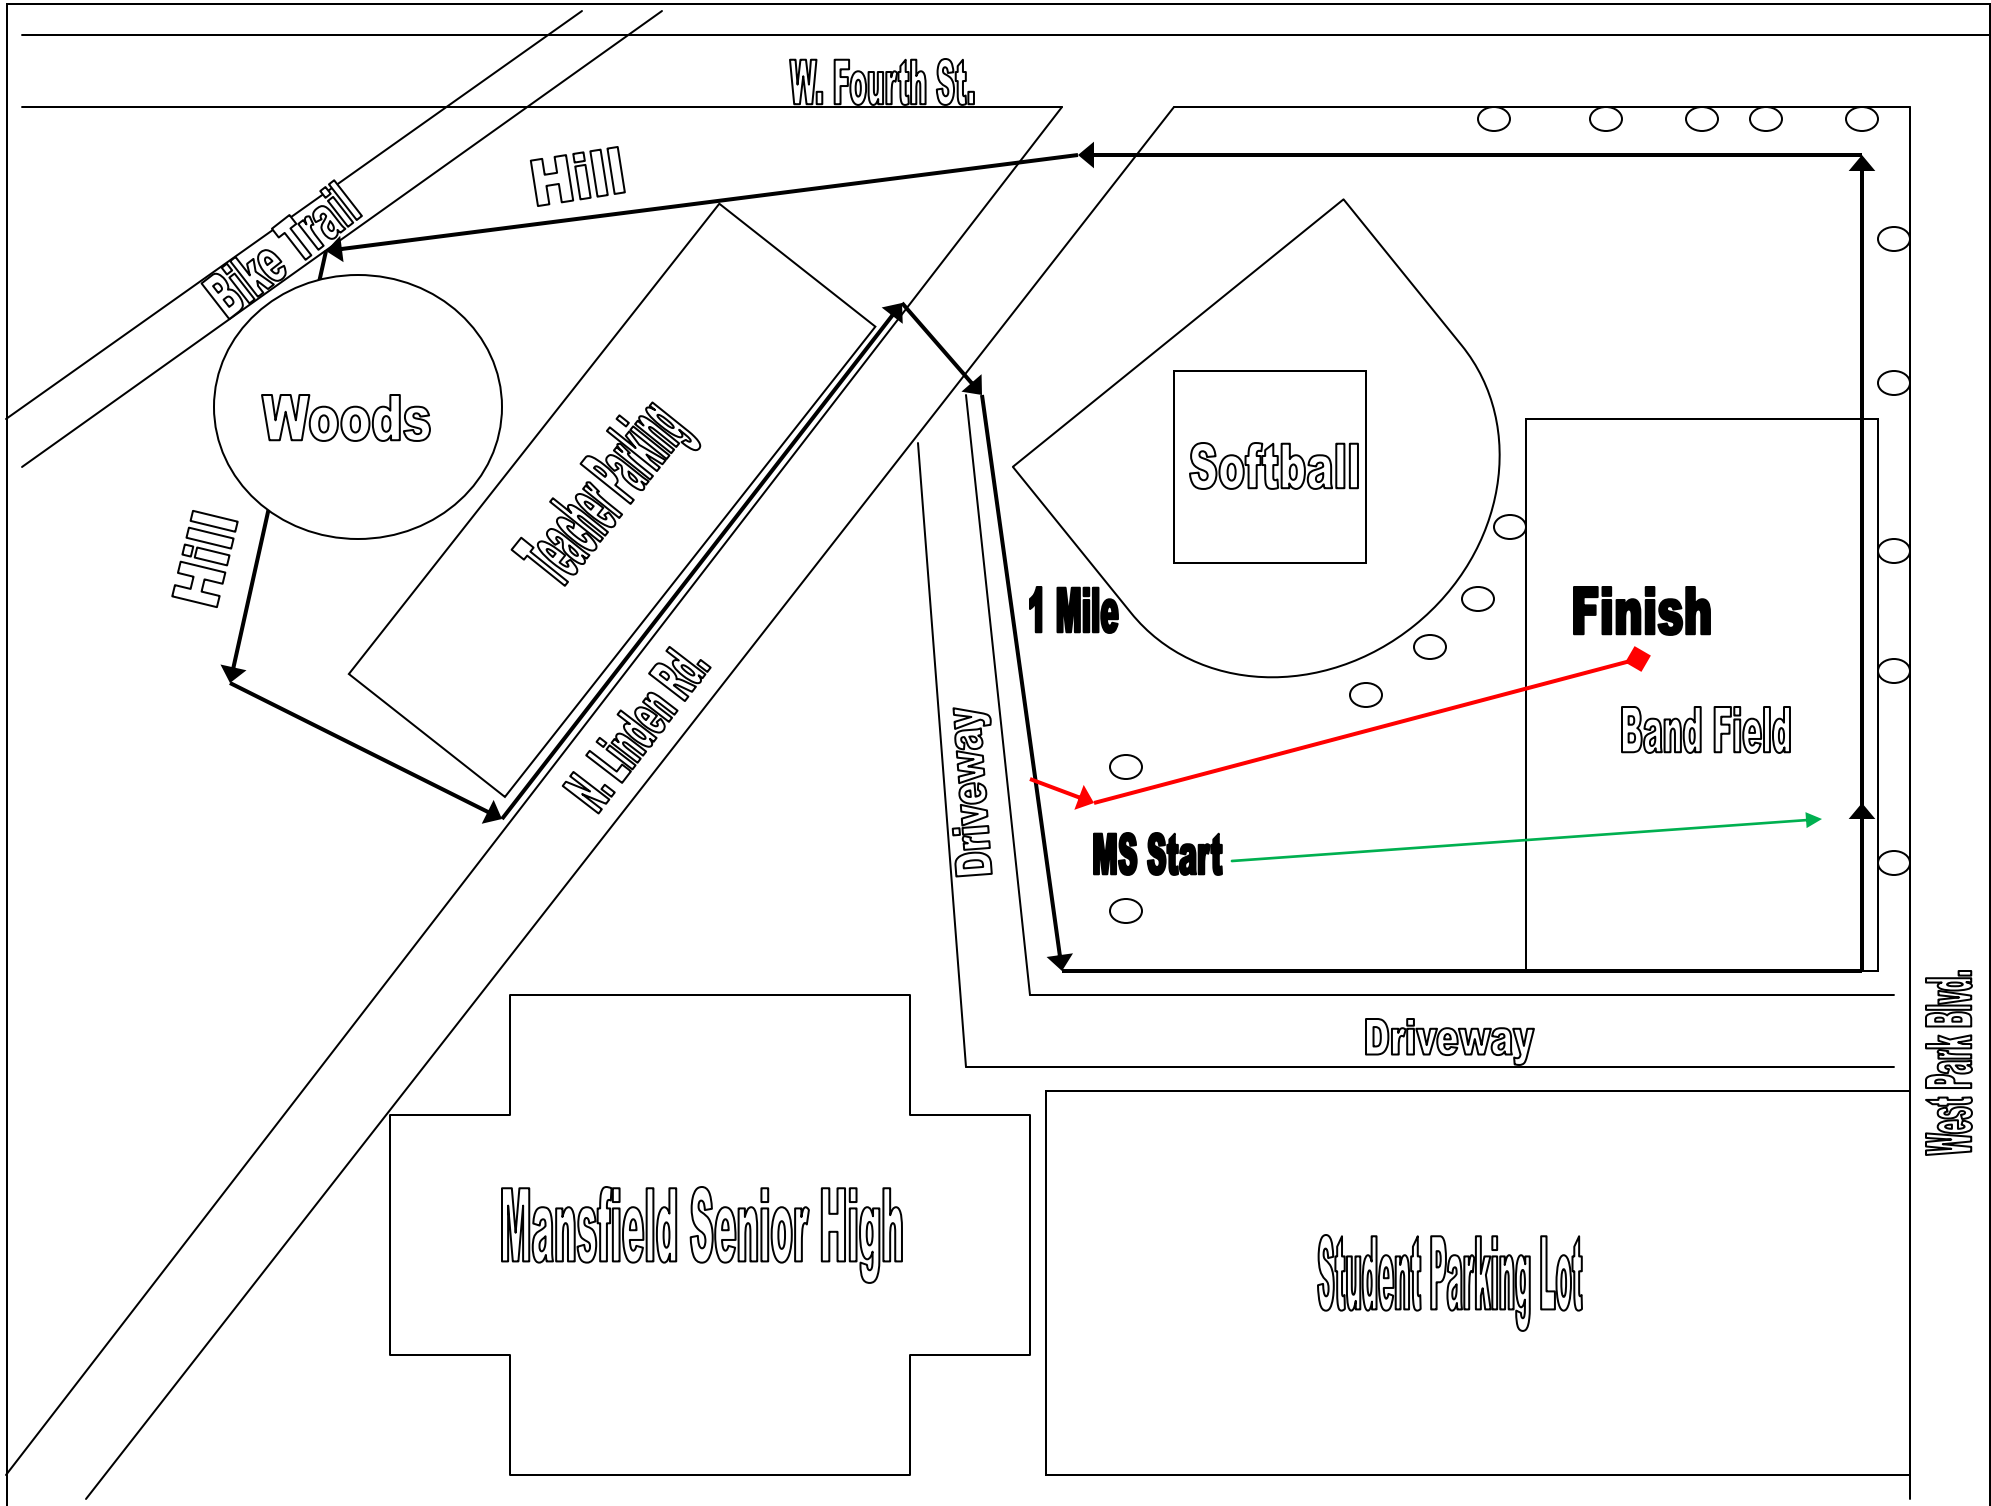 W. Fourth St.
Hill
Bike Trail
Woods
Teacher Parking
Softball
Hill
1 Mile
Finish
N. Linden Rd.
Band Field
Driveway
MS Start
Driveway
West Park Blvd.
Mansfield Senior High
Student Parking Lot